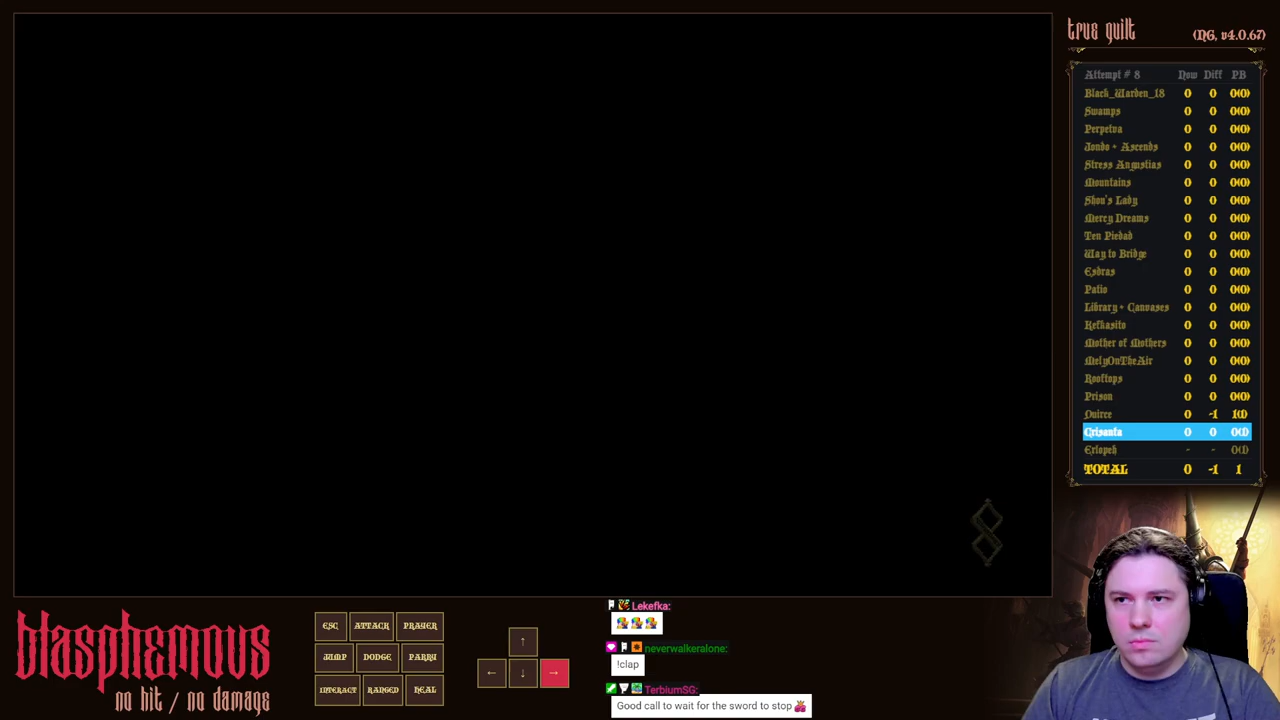 true guilt
(NG, v4.0.67)
Attempt # 8 Now Diff PB
Black_Warden_18 0 0 0(0)
Swamps 0 0 0(0)
Perpetva 0 0 0(0)
Jondo + Ascends 0 0 0(0)
Stress Angustias 0 0 0(0)
Mountains 0 0 0(0)
Shou's Lady 0 0 0(0)
Mercy Dreams 0 0 0(0)
Ten Piedad 0 0 0(0)
Way to Bridge 0 0 0(0)
Esdras 0 0 0(0)
Patio 0 0 0(0)
Library + Canvases 0 0 0(0)
Kefkasito 0 0 0(0)
Mother of Mothers 0 0 0(0)
MelyOnTheAir 0 0 0(0)
Rooftops 0 0 0(0)
Prison 0 0 0(0)
Quirce 0 -1 1(1)
Crisanta 0 0 0(1)
- - 0(1)
TOTAL 0 -1 1
blasphemous
no hit / no damage
ESC ATTACK PRAYER
JUMP DODGE PARRY
INTERACT RANGED HEAL
↑
← ↓ →
Lekefka:
neverwalkeralone:
!clap
TerbiumSG:
Good call to wait for the sword to stop